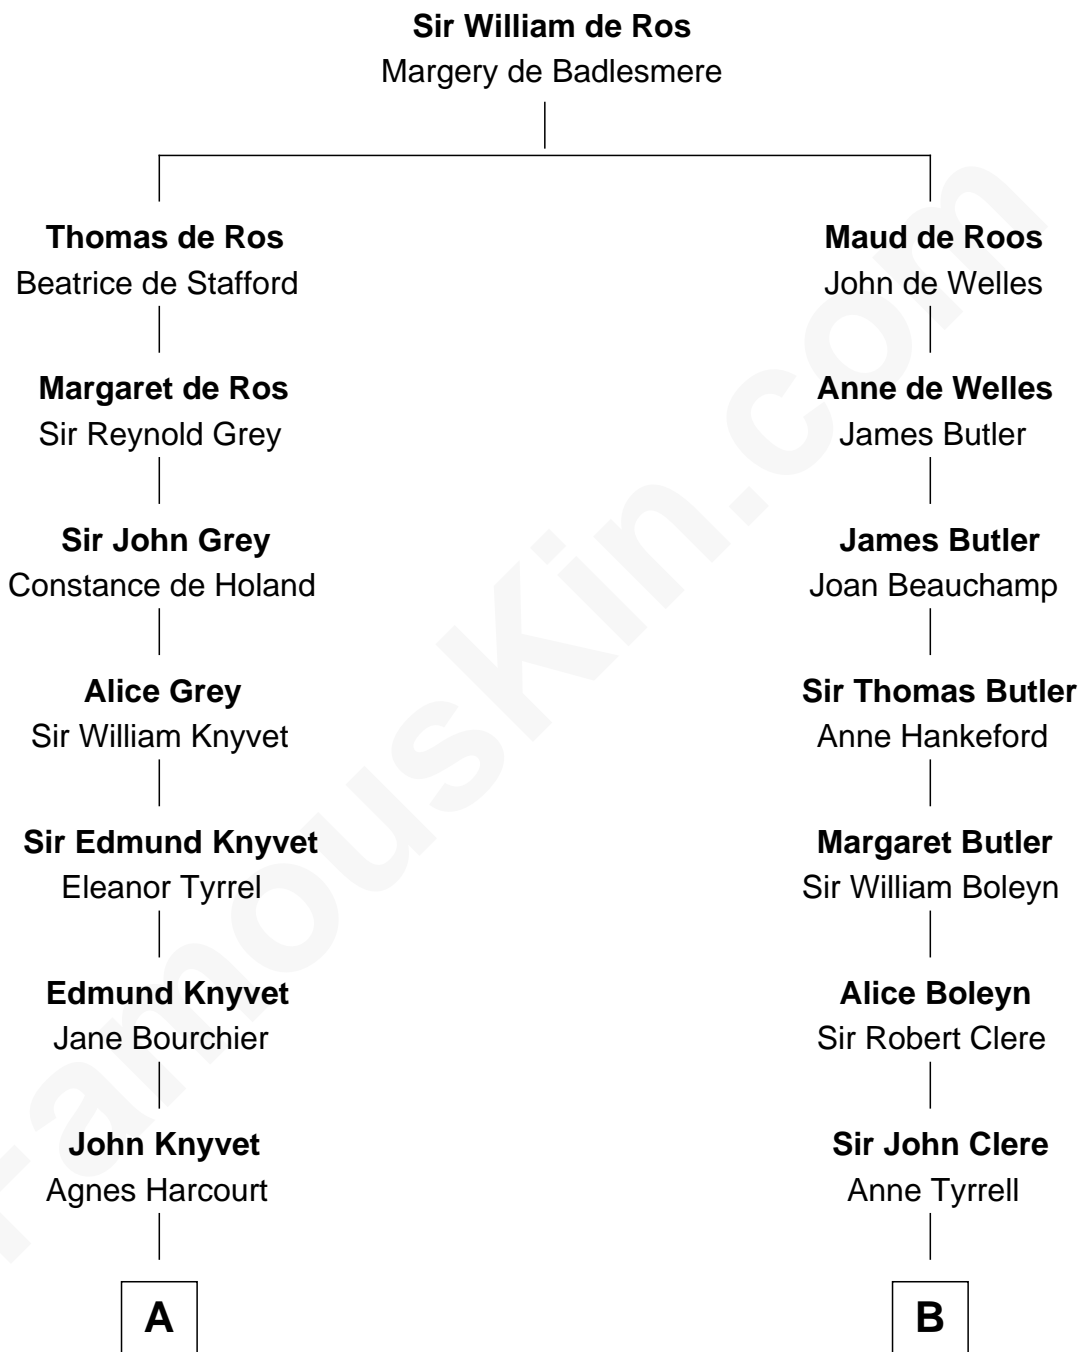 Sir William de Ros
Margery de Badlesmere
Thomas de Ros
Beatrice de Stafford
Margaret de Ros
Sir Reynold Grey
Sir John Grey
Constance de Holand
Alice Grey
Sir William Knyvet
Sir Edmund Knyvet
Eleanor Tyrrel
Edmund Knyvet
Jane Bourchier
John Knyvet
Agnes Harcourt
A
Maud de Roos
John de Welles
Anne de Welles
James Butler
James Butler
Joan Beauchamp
Sir Thomas Butler
Anne Hankeford
Margaret Butler
Sir William Boleyn
Alice Boleyn
Sir Robert Clere
Sir John Clere
Anne Tyrrell
B
FamousKin.com